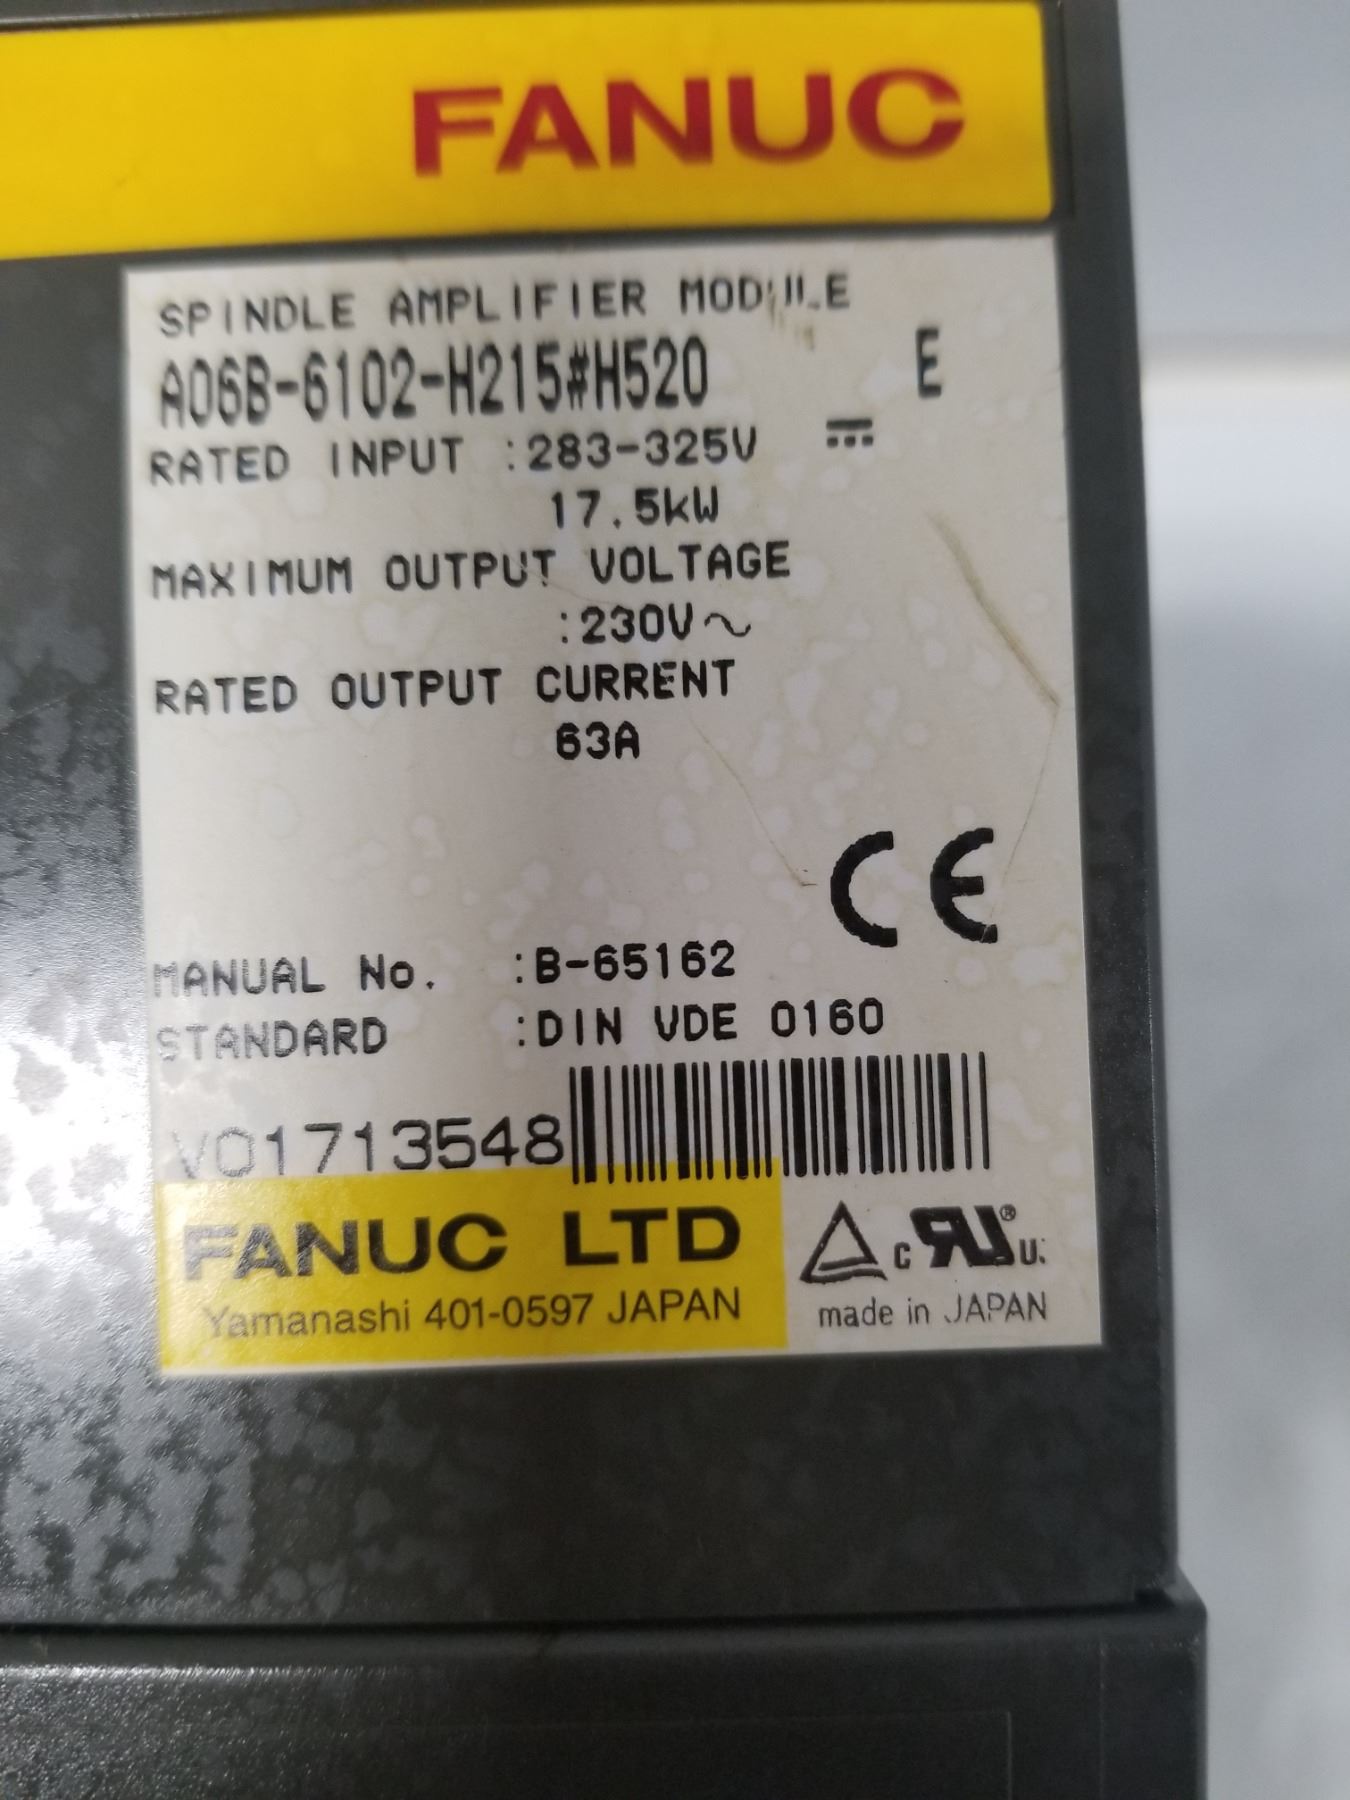 FANUC
SPINDLE AMPLIFIER MODULE
A06B-6102-H215#H520 E
RATED INPUT :283-325V ⎓
17.5kW
MAXIMUM OUTPUT VOLTAGE
:230V～
RATED OUTPUT CURRENT
63A
CE
MANUAL No. :B-65162
STANDARD :DIN VDE 0160
V01713548
FANUC LTD
Yamanashi 401-0597 JAPAN
c RU® us
made in JAPAN